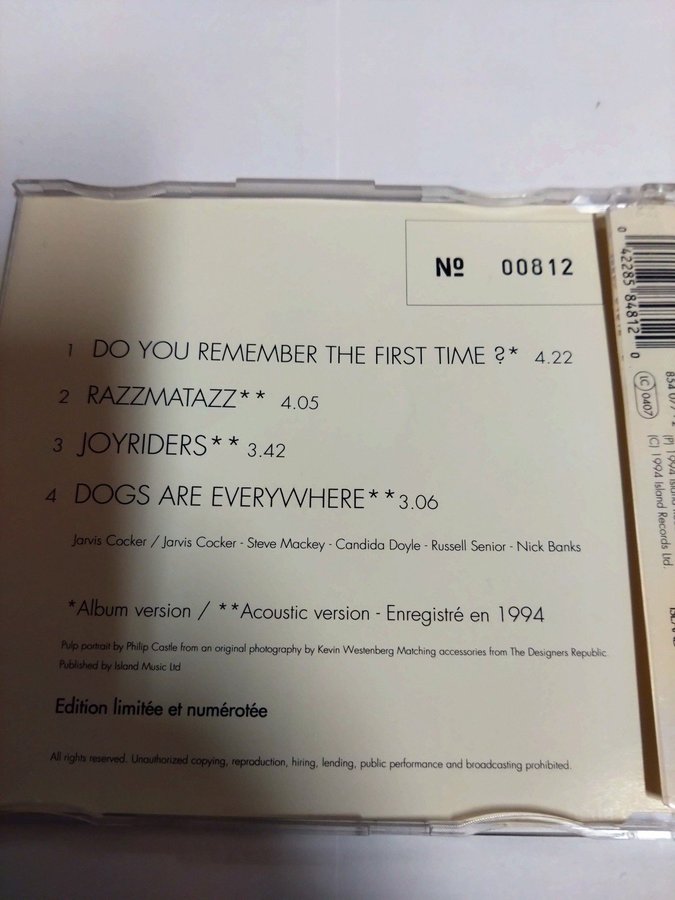 Nº 00812
1 DO YOU REMEMBER THE FIRST TIME ?* 4.22
2 RAZZMATAZZ** 4.05
3 JOYRIDERS** 3.42
4 DOGS ARE EVERYWHERE**3.06
Jarvis Cocker / Jarvis Cocker - Steve Mackey - Candida Doyle - Russell Senior - Nick Banks
*Album version / **Acoustic version - Enregistré en 1994
Pulp portrait by Philip Castle from an original photography by Kevin Westenberg Matching accessories from The Designers Republic.
Published by Island Music Ltd
Edition limitée et numérotée
All rights reserved. Unauthorized copying, reproduction, hiring, lending, public performance and broadcasting prohibited.
0 42285 84812 0
LC 0407
854
(P) 1994 Island
(C) 1994 Island Records Ltd.